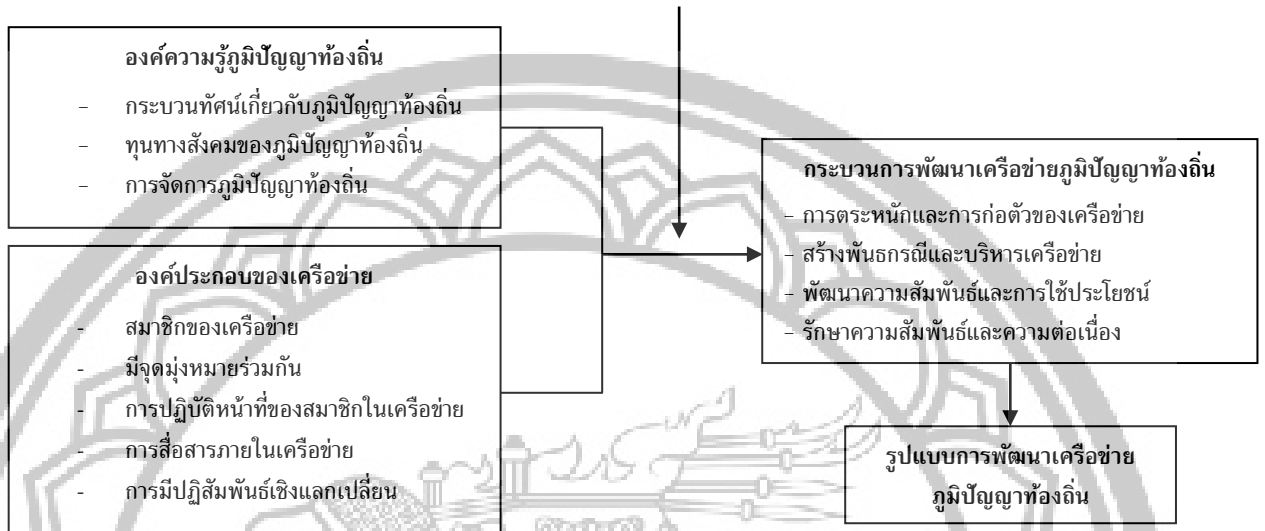 องค์ความรู้ภูมิปัญญาท้องถิ่น
- กระบวนทัศน์เกี่ยวกับภูมิปัญญาท้องถิ่น
- ทุนทางสังคมของภูมิปัญญาท้องถิ่น
- การจัดการภูมิปัญญาท้องถิ่น
องค์ประกอบของเครือข่าย
- สมาชิกของเครือข่าย
- มีจุดมุ่งหมายร่วมกัน
- การปฏิบัติหน้าที่ของสมาชิกในเครือข่าย
- การสื่อสารภายในเครือข่าย
- การมีปฏิสัมพันธ์เชิงแลกเปลี่ยน
กระบวนการพัฒนาเครือข่ายภูมิปัญญาท้องถิ่น
- การตระหนักและการก่อตัวของเครือข่าย
- สร้างพันธกรณีและบริหารเครือข่าย
- พัฒนาความสัมพันธ์และการใช้ประโยชน์
- รักษาความสัมพันธ์และความต่อเนื่อง
รูปแบบการพัฒนาเครือข่าย
ภูมิปัญญาท้องถิ่น